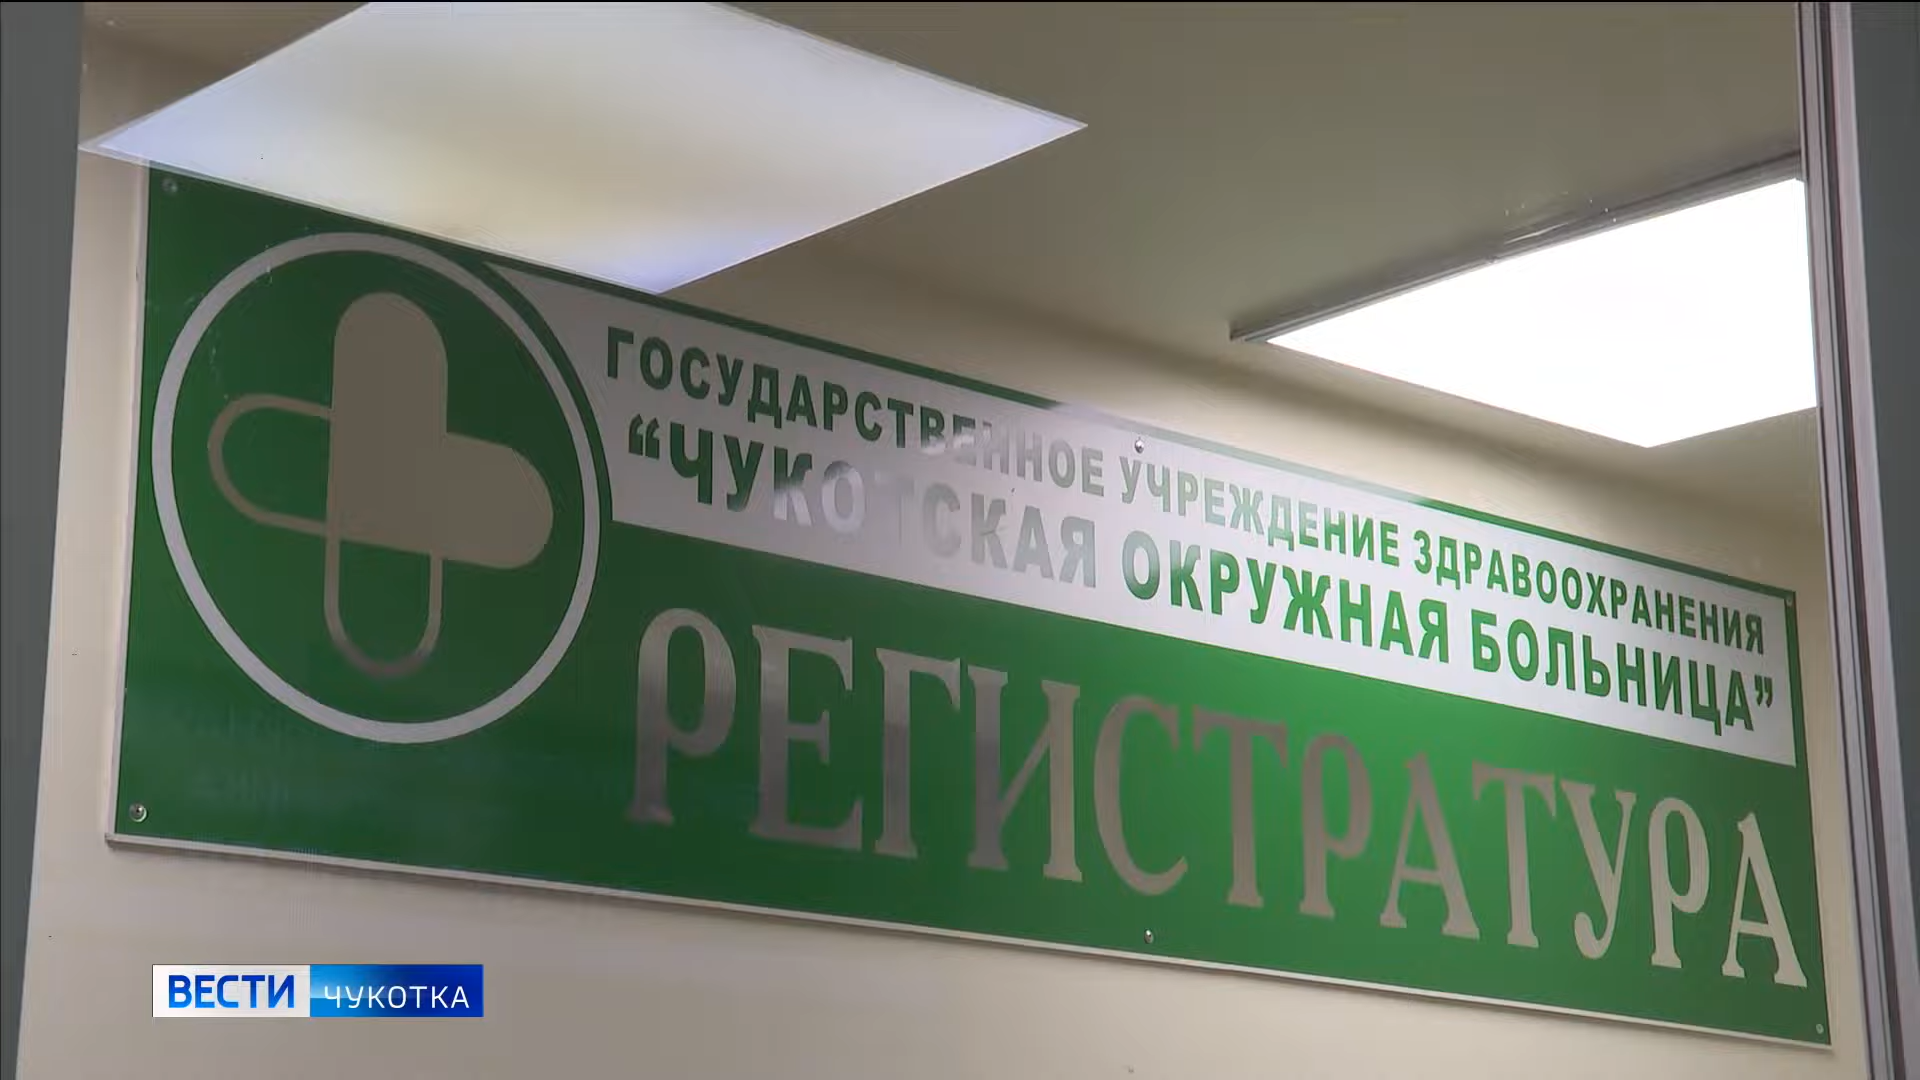 ГОСУДАРСТВЕННОЕ УЧРЕЖДЕНИЕ ЗДРАВООХРАНЕНИЯ
“ЧУКОТСКАЯ ОКРУЖНАЯ БОЛЬНИЦА”
РЕГИСТРАТУРА
ВЕСТИ ЧУКОТКА